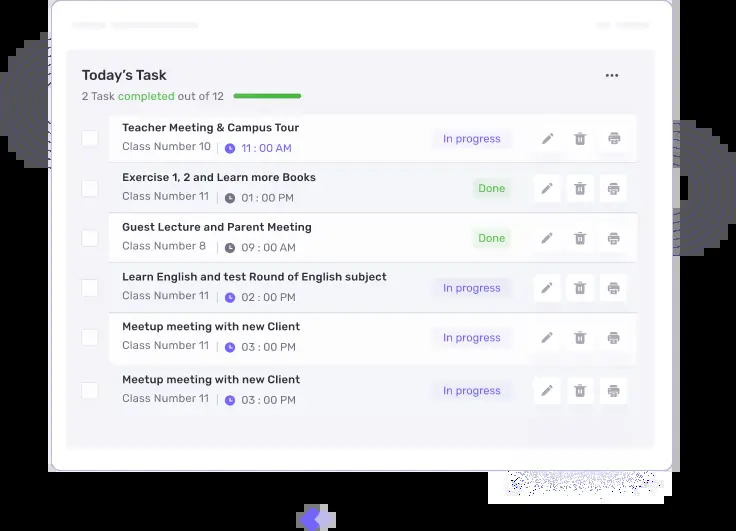 Today's Task
2 Task completed out of 12
Teacher Meeting & Campus Tour
Class Number 10 | 11 : 00 AM
In progress
Exercise 1, 2 and Learn more Books
Class Number 11 | 01 : 00 PM
Done
Guest Lecture and Parent Meeting
Class Number 8 | 09 : 00 AM
Done
Learn English and test Round of English subject
Class Number 11 | 02 : 00 PM
In progress
Meetup meeting with new Client
Class Number 11 | 03 : 00 PM
In progress
Meetup meeting with new Client
Class Number 11 | 03 : 00 PM
In progress